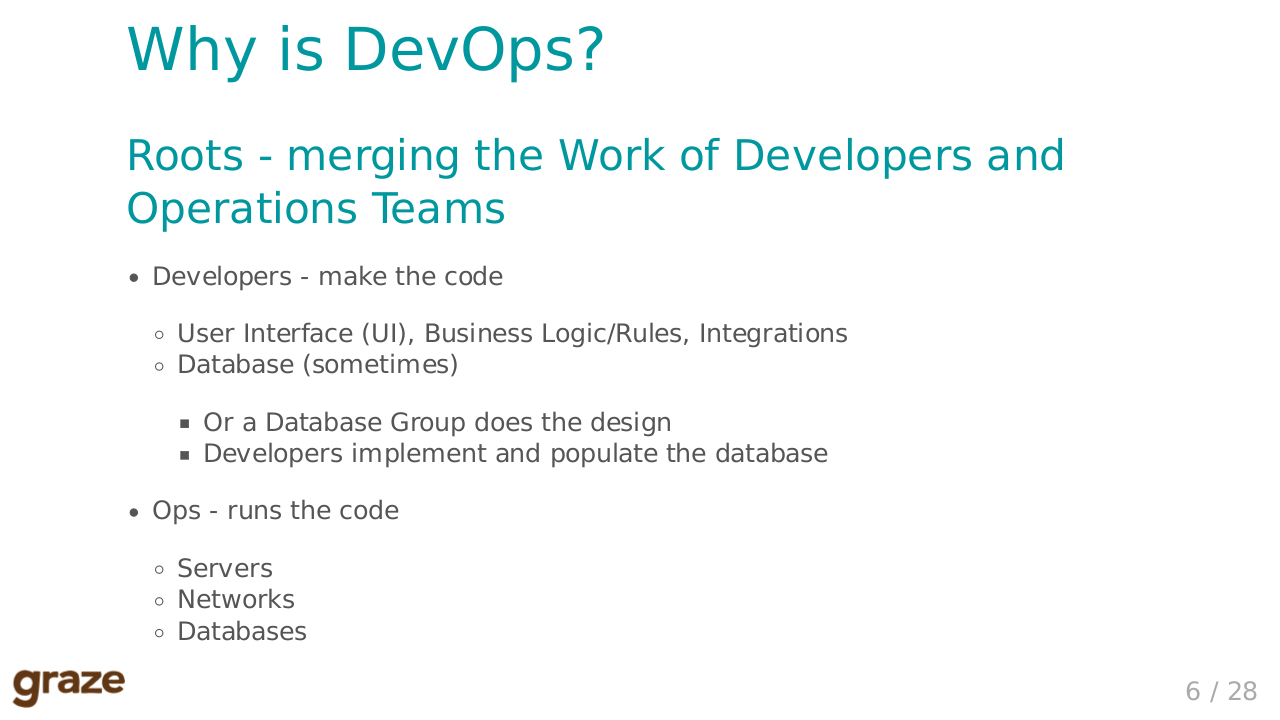 Why is DevOps?
Roots - merging the Work of Developers and
Operations Teams
• Developers - make the code
◦ User Interface (UI), Business Logic/Rules, Integrations
◦ Database (sometimes)
▪ Or a Database Group does the design
▪ Developers implement and populate the database
• Ops - runs the code
◦ Servers
◦ Networks
◦ Databases
graze
6 / 28